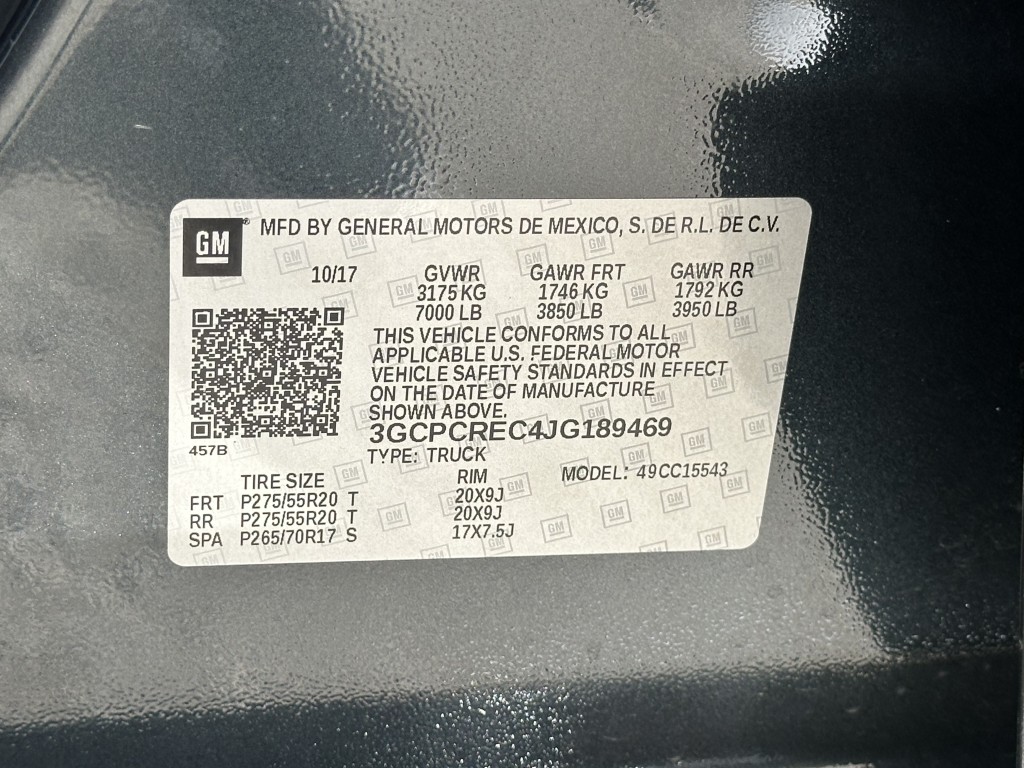 GM® MFD BY GENERAL MOTORS DE MEXICO, S. DE R.L. DE C.V.
10/17 GVWR GAWR FRT GAWR RR
3175 KG 1746 KG 1792 KG
7000 LB 3850 LB 3950 LB
THIS VEHICLE CONFORMS TO ALL
APPLICABLE U.S. FEDERAL MOTOR
VEHICLE SAFETY STANDARDS IN EFFECT
ON THE DATE OF MANUFACTURE
SHOWN ABOVE.
3GCPCREC4JG189469
457B TYPE: TRUCK
TIRE SIZE RIM MODEL: 49CC15543
FRT P275/55R20 T 20X9J
RR P275/55R20 T 20X9J
SPA P265/70R17 S 17X7.5J